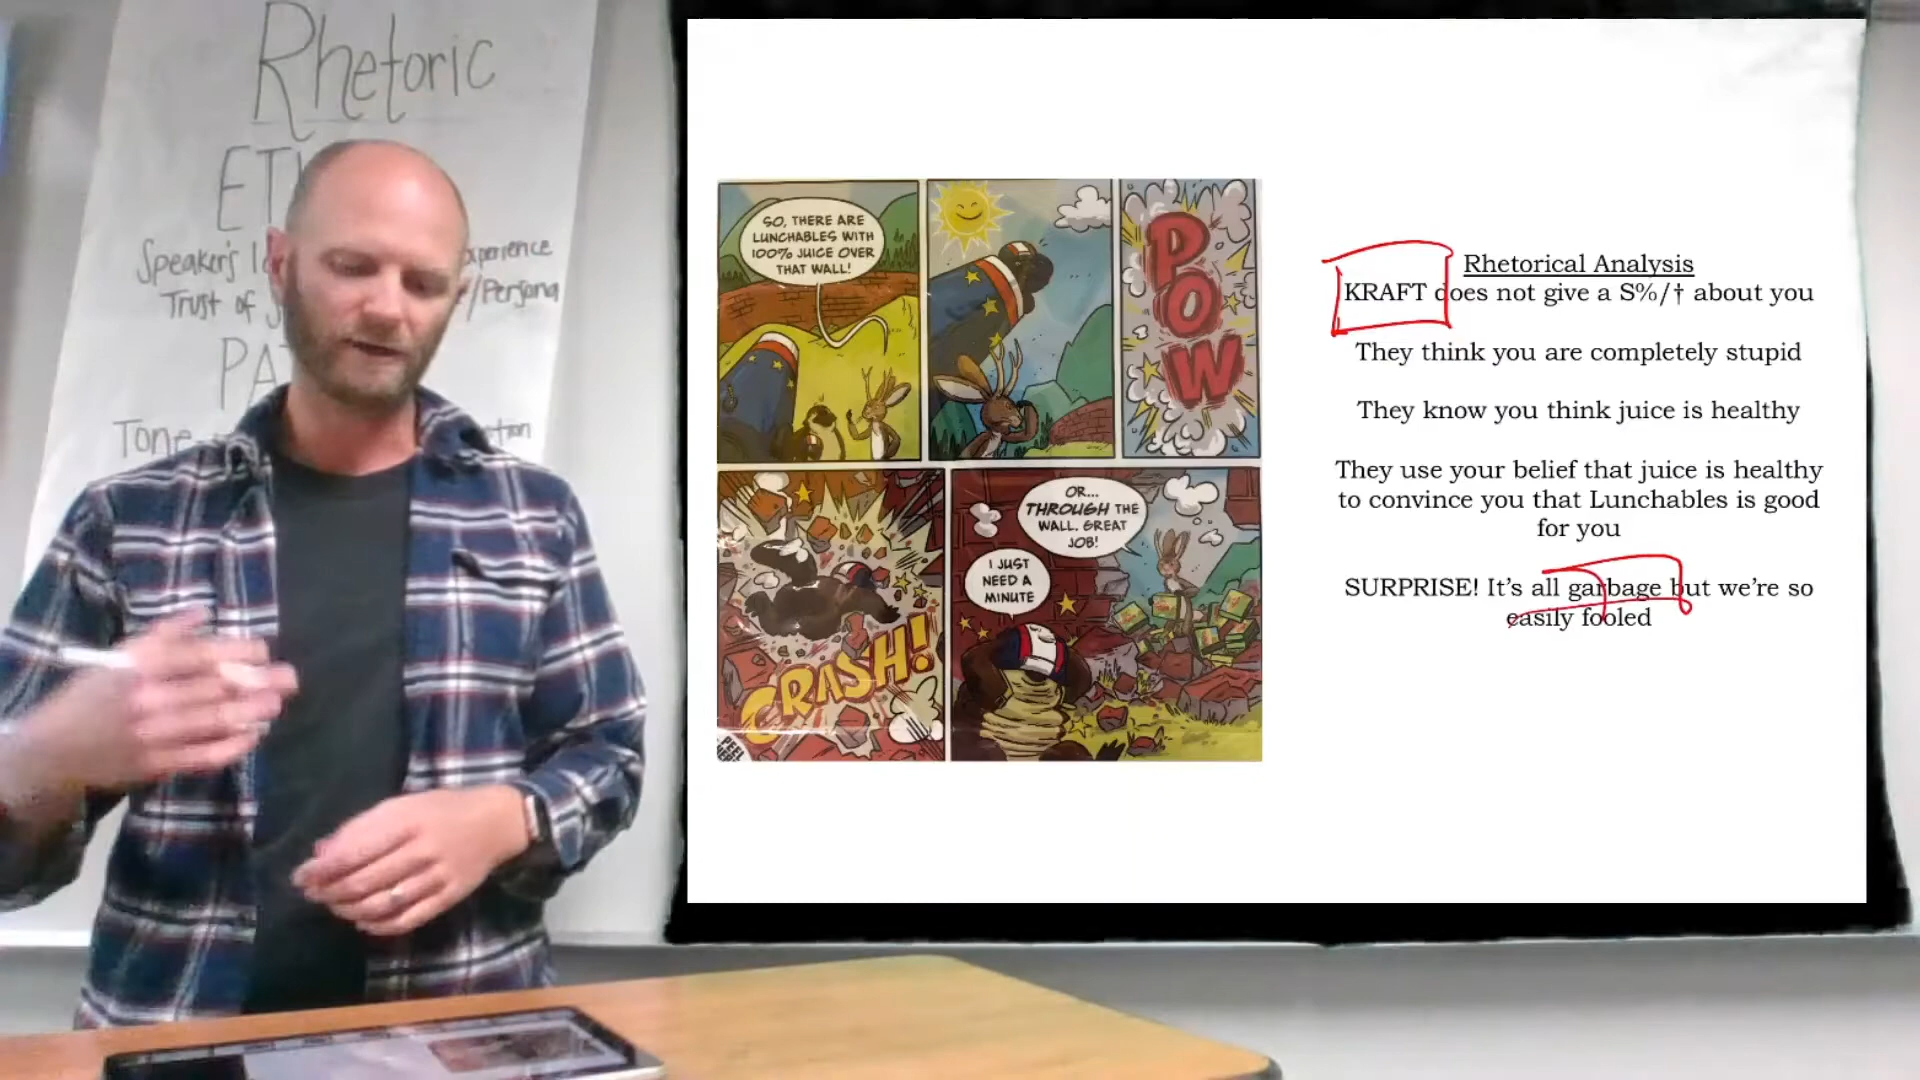 Rhetoric
Speaker's
xperience
Trust of
/Persona
PA
Tone
SO, THERE ARE
LUNCHABLES WITH
100% JUICE OVER
THAT WALL!
POW
CRASH!
OR...
THROUGH THE
WALL. GREAT
JOB!
I JUST
NEED A
MINUTE
PEEL
HERE
Rhetorical Analysis
KRAFT does not give a S%/† about you
They think you are completely stupid
They know you think juice is healthy
They use your belief that juice is healthy
to convince you that Lunchables is good
for you
SURPRISE! It's all garbage but we're so
easily fooled